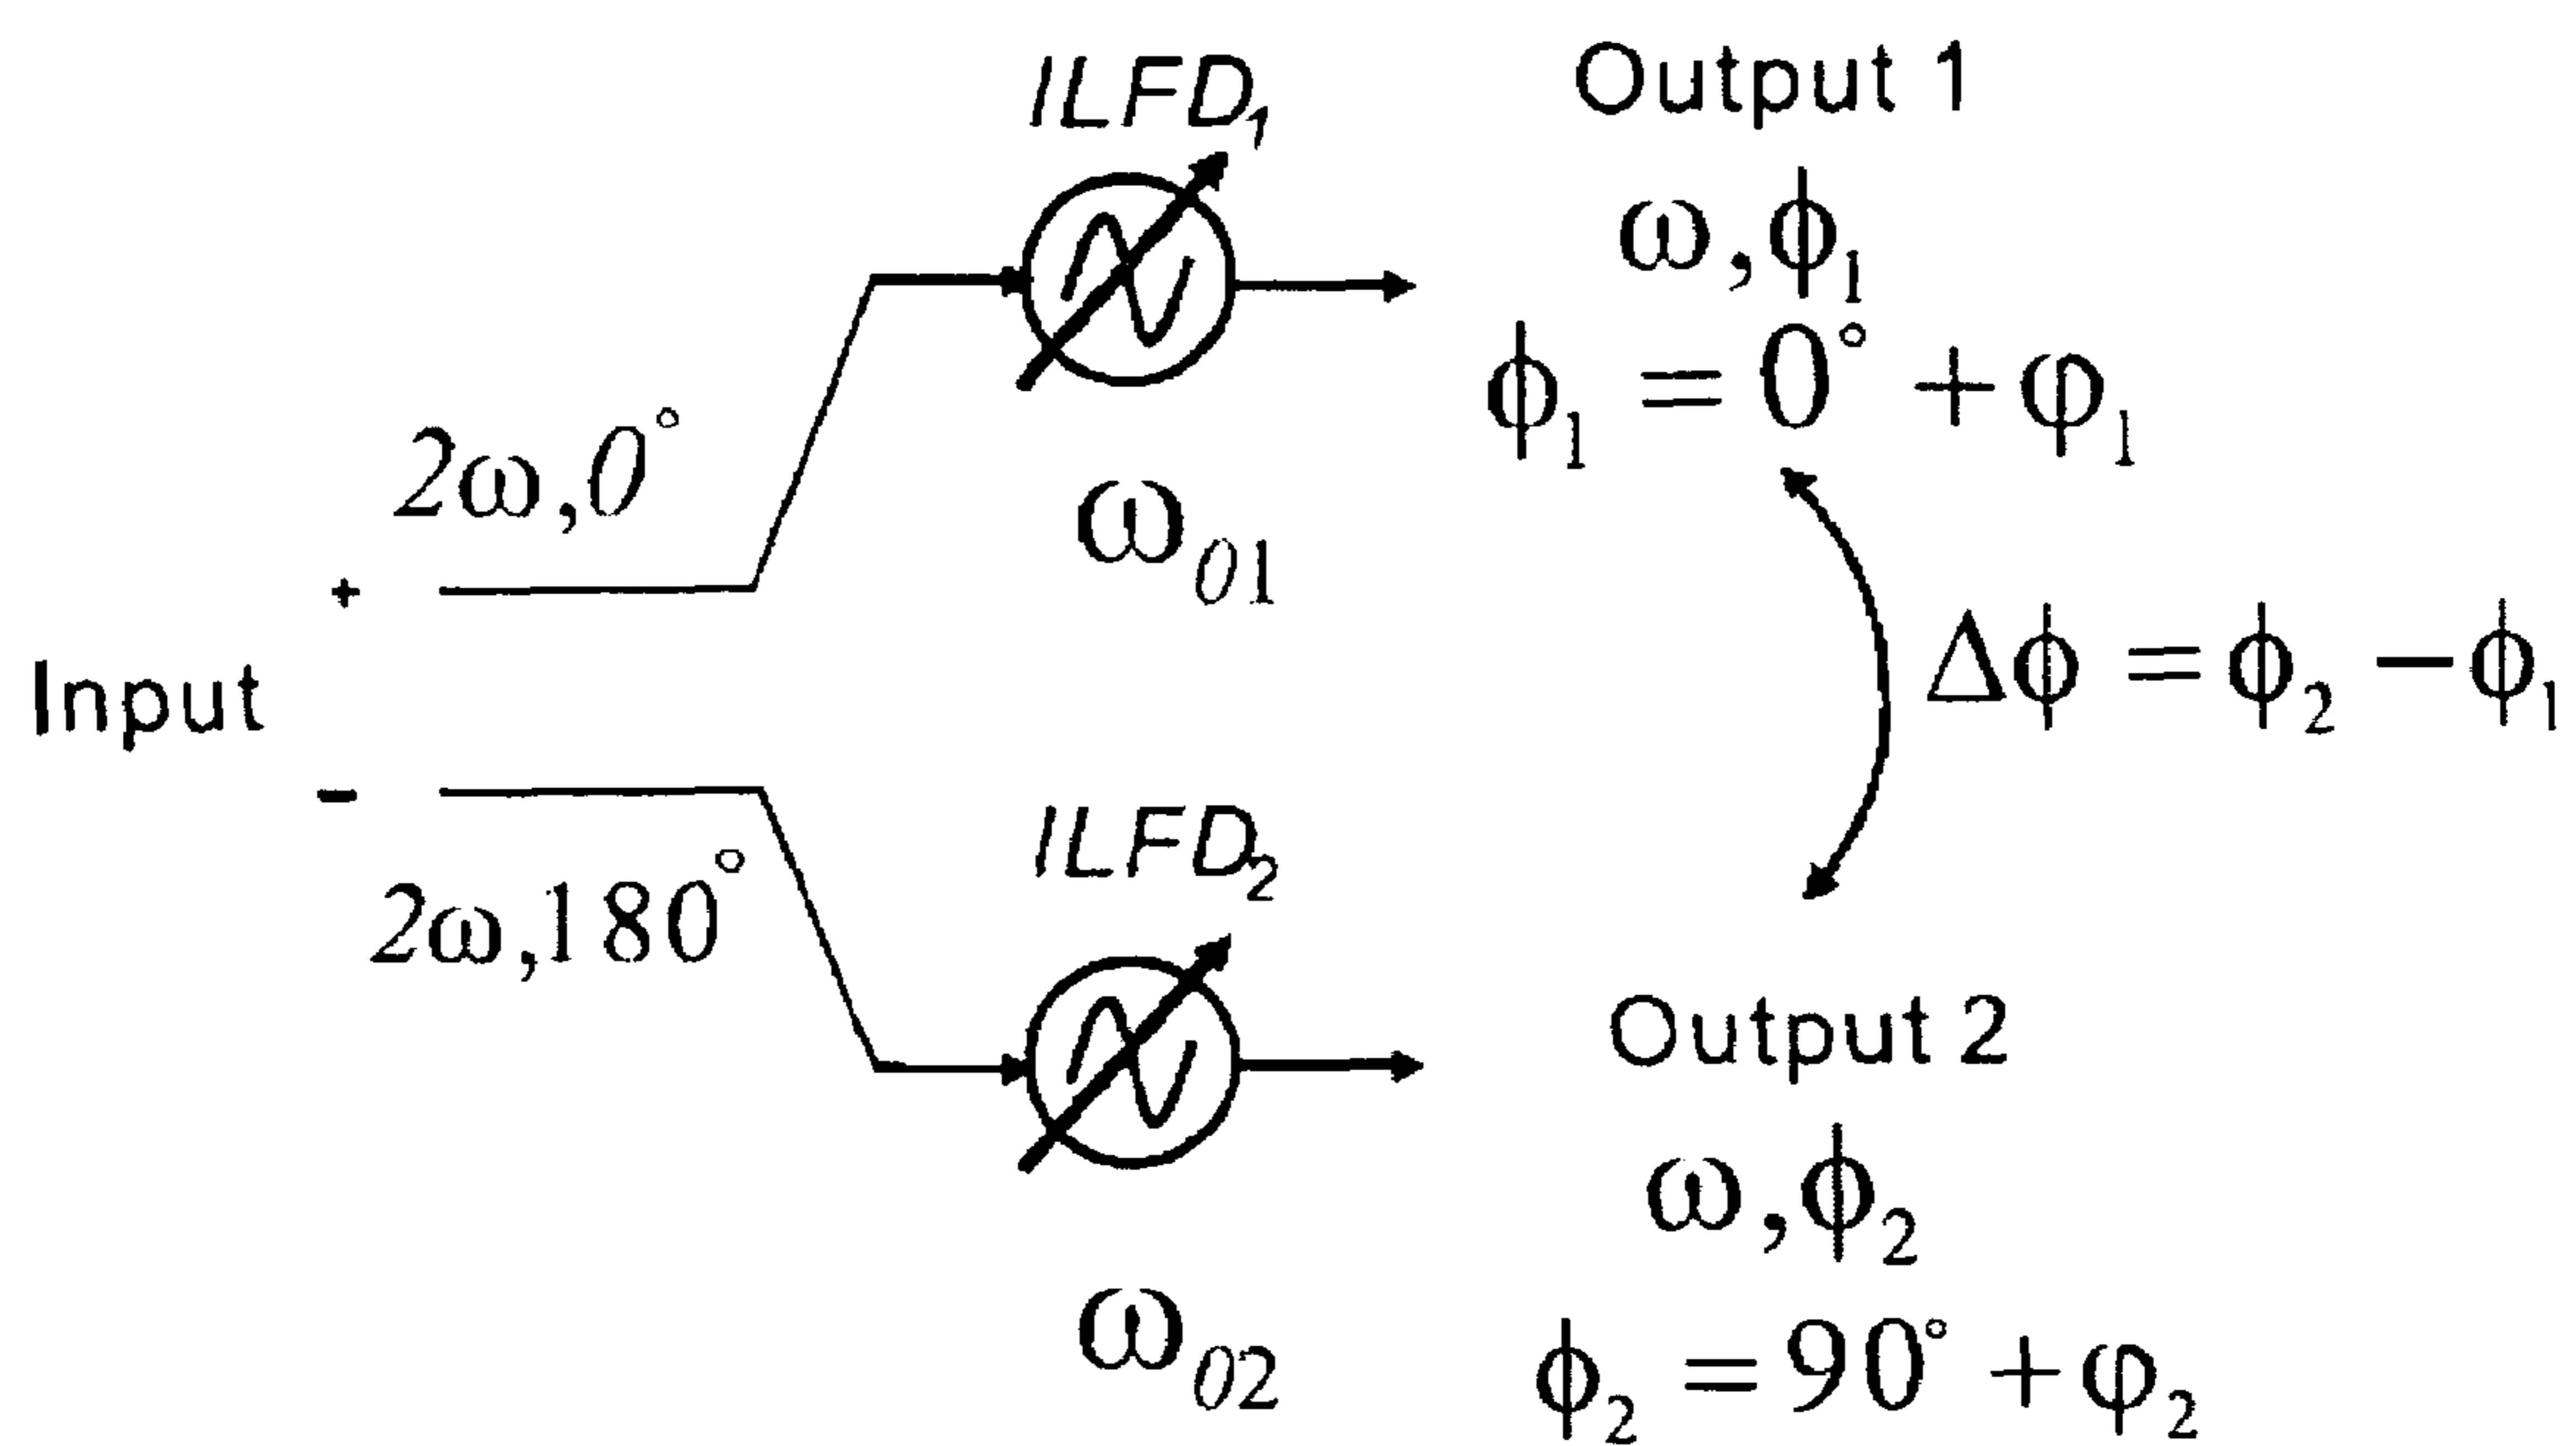 ILFD₁
Output 1
ω,ϕ₁
ϕ₁ = 0° + φ₁
2ω,0°
ω₀₁
+
Input
Δϕ = ϕ₂ − ϕ₁
-
2ω,180°
ILFD₂
Output 2
ω,ϕ₂
ω₀₂
ϕ₂ = 90° + φ₂